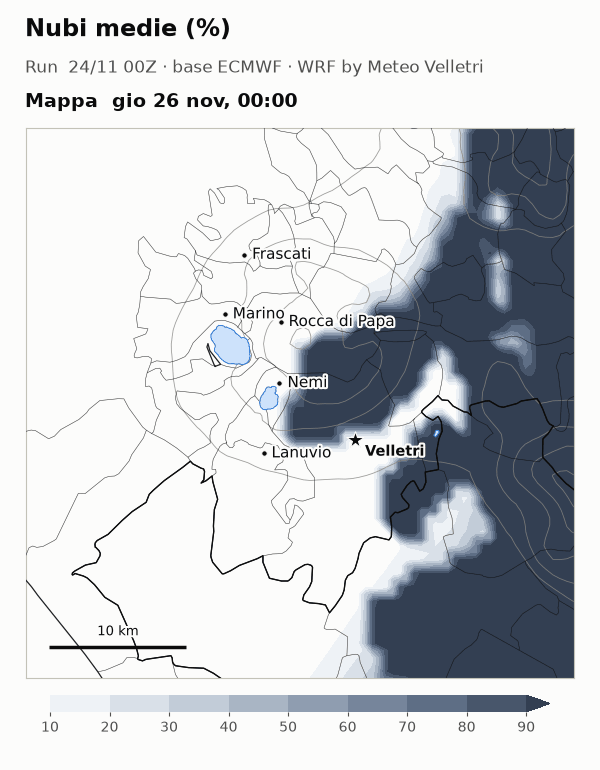 Nubi medie (%)
Run  24/11 00Z · base ECMWF · WRF by Meteo Velletri
Mappa  gio 26 nov, 00:00
Frascati
Marino
Rocca di Papa
Nemi
Velletri
Lanuvio
10 km
10 20 30 40 50 60 70 80 90